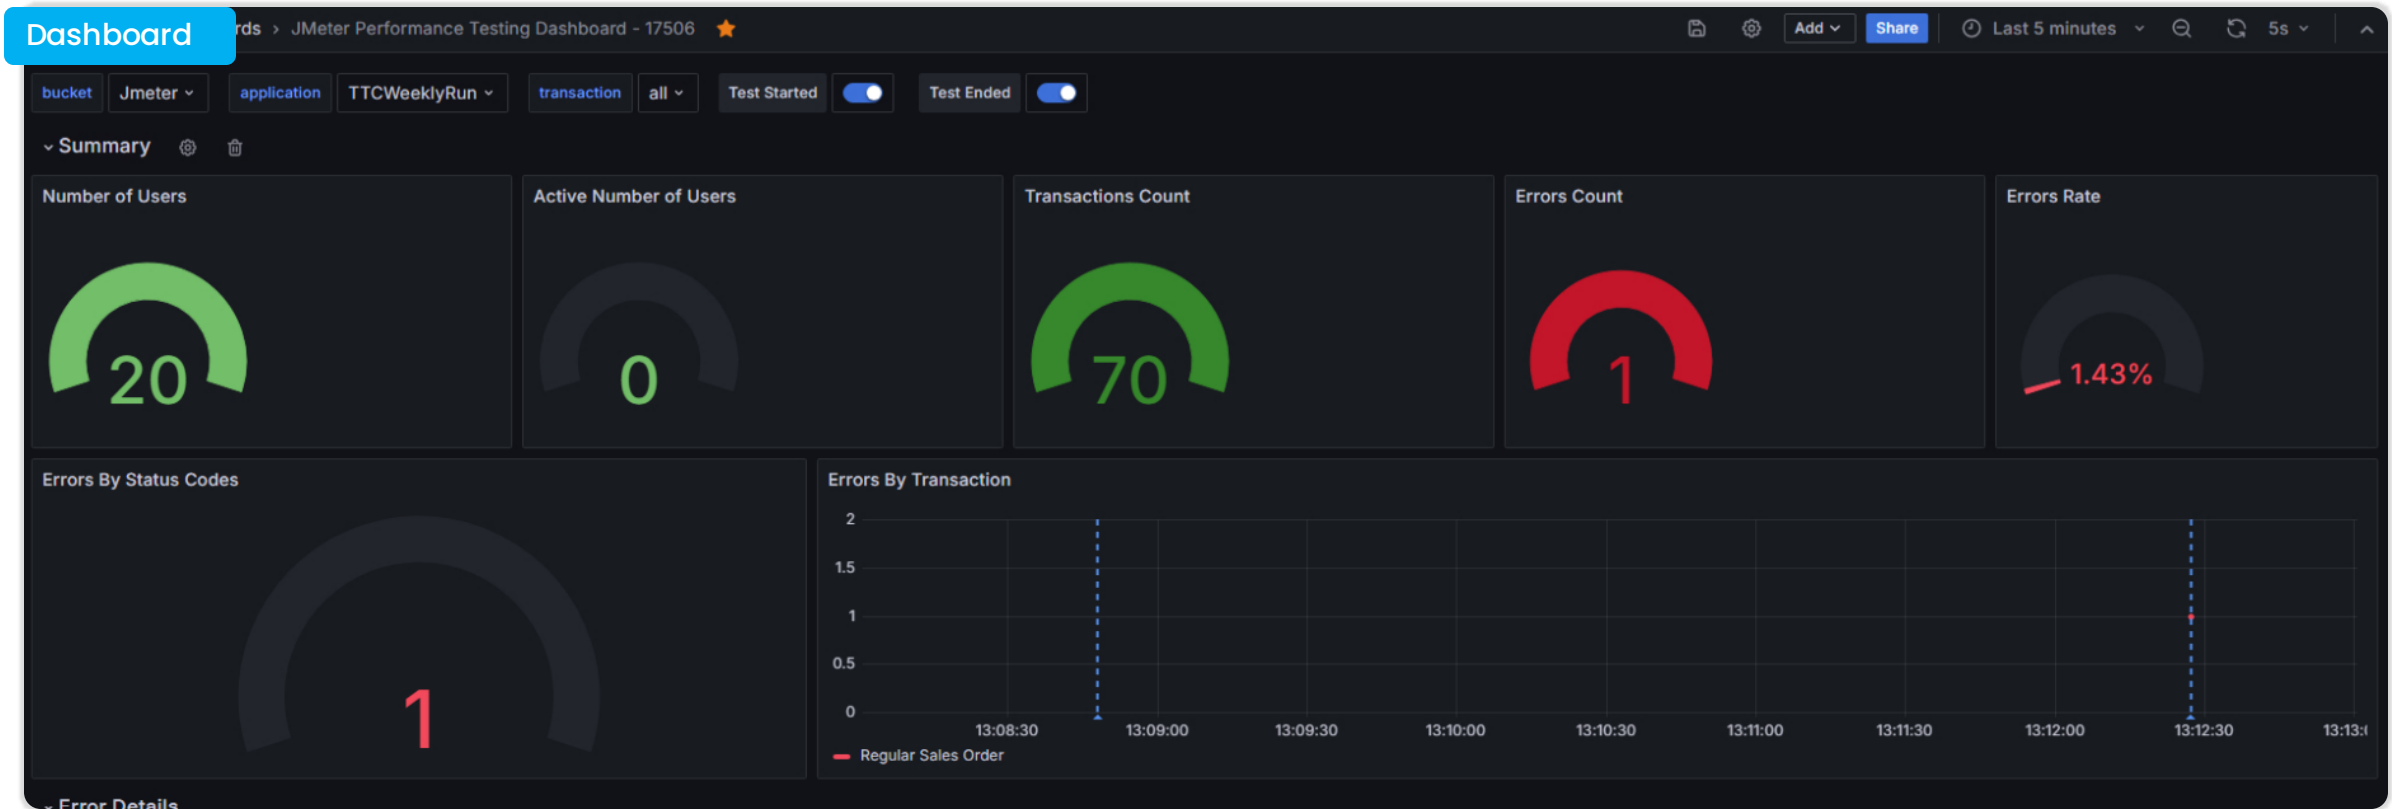 Dashboard
rds › JMeter Performance Testing Dashboard - 17506
Add
Share
Last 5 minutes
5s
bucket
Jmeter
application
TTCWeeklyRun
transaction
all
Test Started
Test Ended
Summary
Number of Users
20
Active Number of Users
0
Transactions Count
70
Errors Count
1
Errors Rate
1.43%
Errors By Status Codes
1
Errors By Transaction
2
1.5
1
0.5
0
13:08:30 13:09:00 13:09:30 13:10:00 13:10:30 13:11:00 13:11:30 13:12:00 13:12:30 13:13:
Regular Sales Order
Error Details